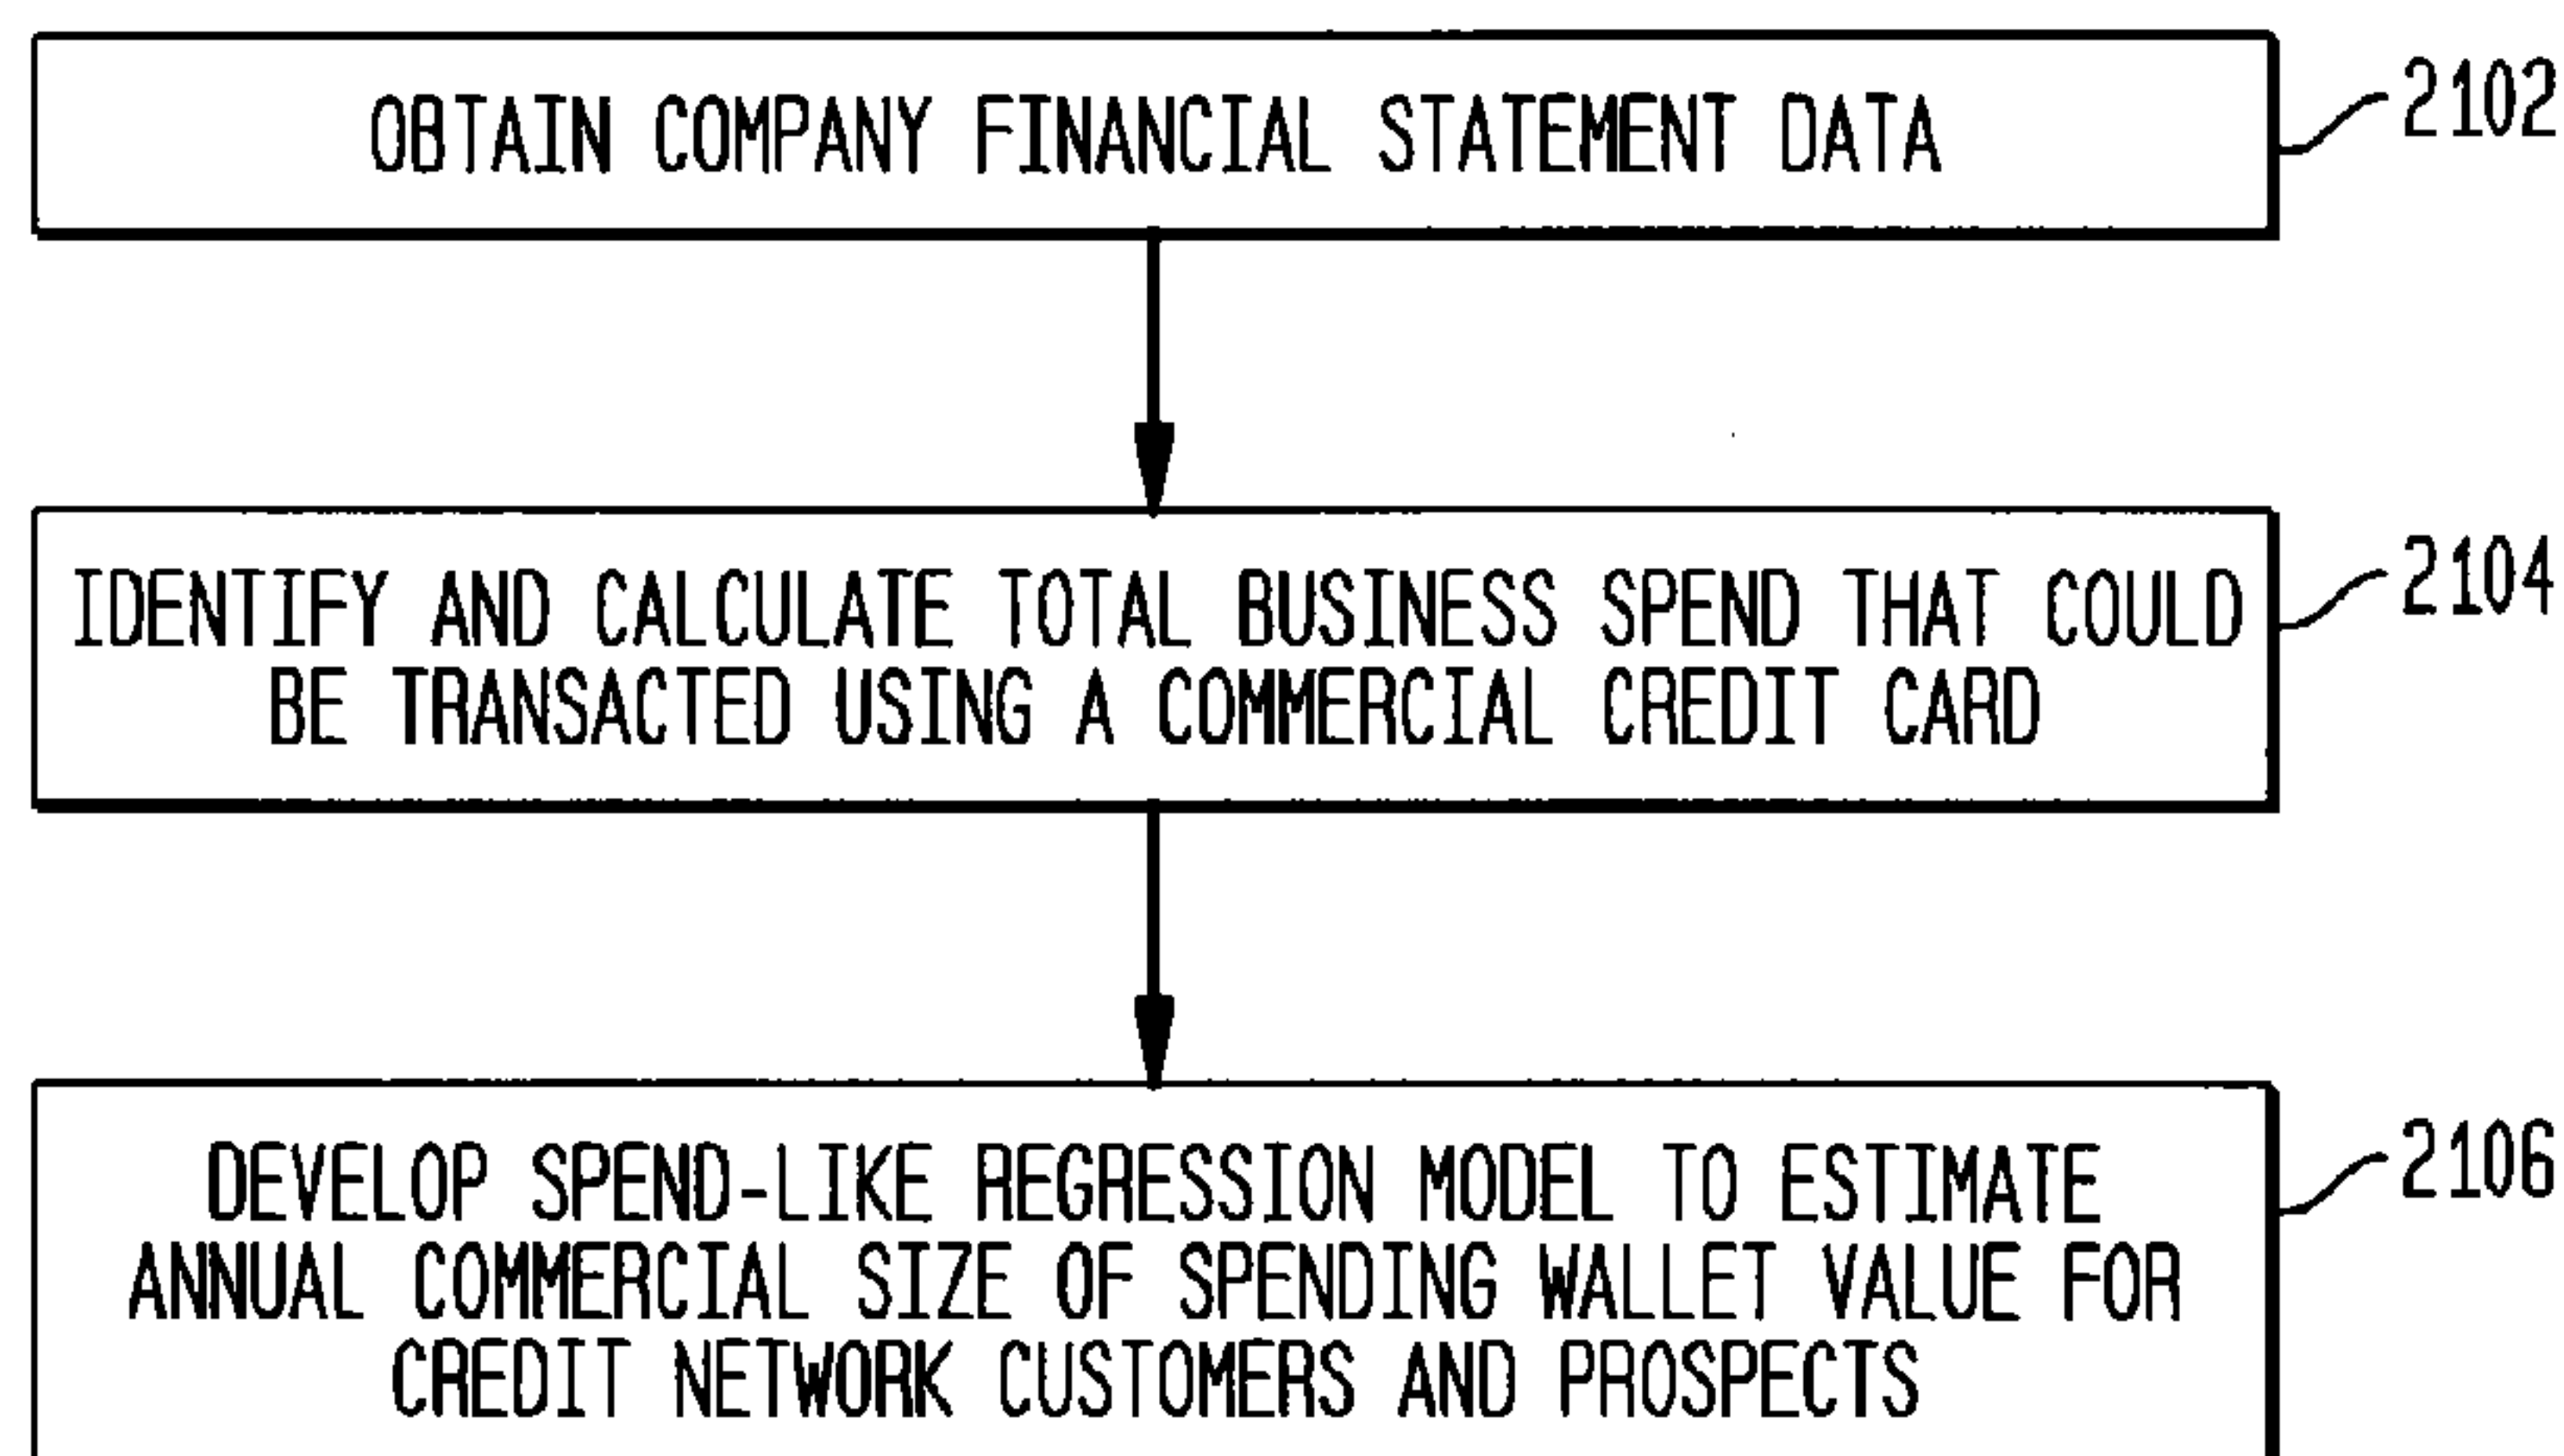 OBTAIN COMPANY FINANCIAL STATEMENT DATA
2102
IDENTIFY AND CALCULATE TOTAL BUSINESS SPEND THAT COULD
BE TRANSACTED USING A COMMERCIAL CREDIT CARD
2104
DEVELOP SPEND-LIKE REGRESSION MODEL TO ESTIMATE
ANNUAL COMMERCIAL SIZE OF SPENDING WALLET VALUE FOR
CREDIT NETWORK CUSTOMERS AND PROSPECTS
2106